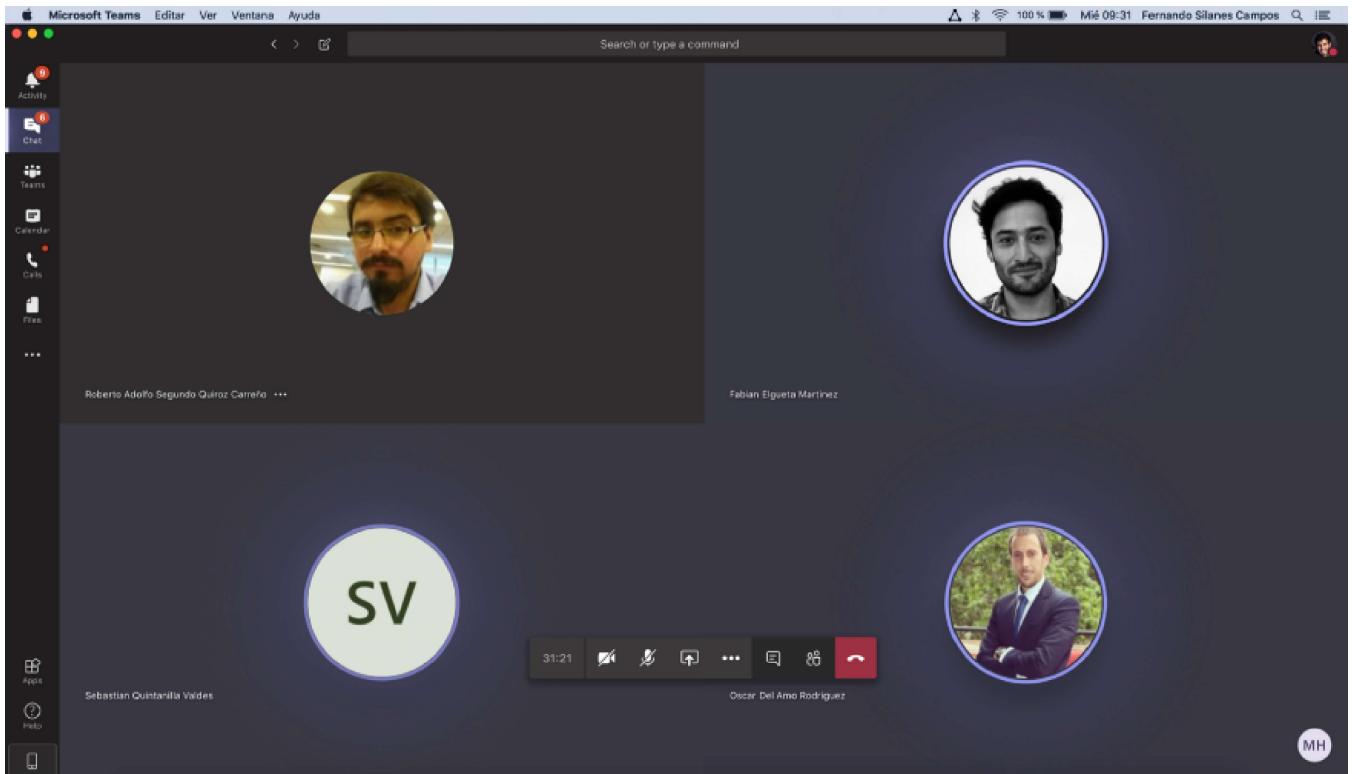 Microsoft Teams Editar Ver Ventana Ayuda 100 % Mié 09:31 Fernando Silanes Campos
Search or type a command
9
Activity
6
Chat
Teams
Calendar
Calls
Files
Roberto Adolfo Segundo Quiroz Carreño
Fabian Elgueta Martinez
SV
31:21
Sebastian Quintanilla Valdes
Oscar Del Amo Rodriguez
Apps
Help
MH